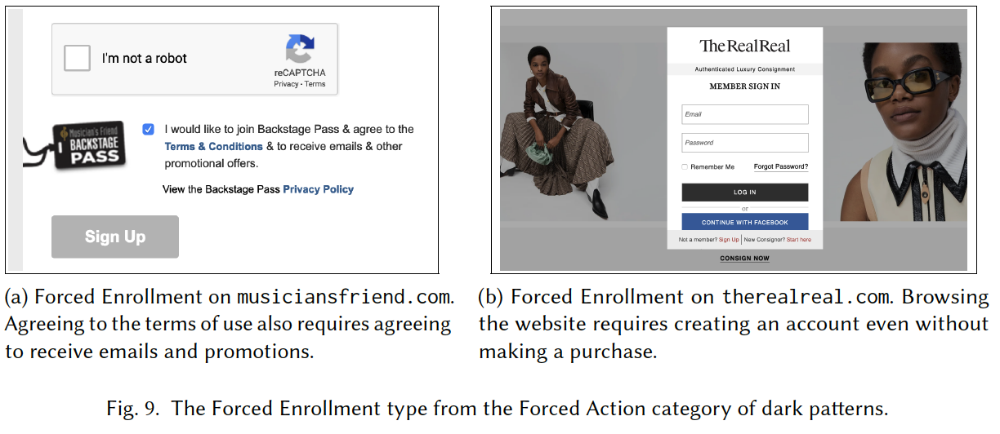 I'm not a robot
reCAPTCHA
Privacy - Terms
Musician's Friend
BACKSTAGE
PASS
I would like to join Backstage Pass & agree to the
Terms & Conditions & to receive emails & other
promotional offers.
View the Backstage Pass Privacy Policy
Sign Up
(a) Forced Enrollment on musiciansfriend.com.
Agreeing to the terms of use also requires agreeing
to receive emails and promotions.
TheRealReal
Authenticated Luxury Consignment
MEMBER SIGN IN
Email
Password
Remember Me Forgot Password?
LOG IN
or
CONTINUE WITH FACEBOOK
Not a member? Sign Up | New Consignor? Start here
CONSIGN NOW
(b) Forced Enrollment on therealreal.com. Browsing
the website requires creating an account even without
making a purchase.
Fig. 9. The Forced Enrollment type from the Forced Action category of dark patterns.